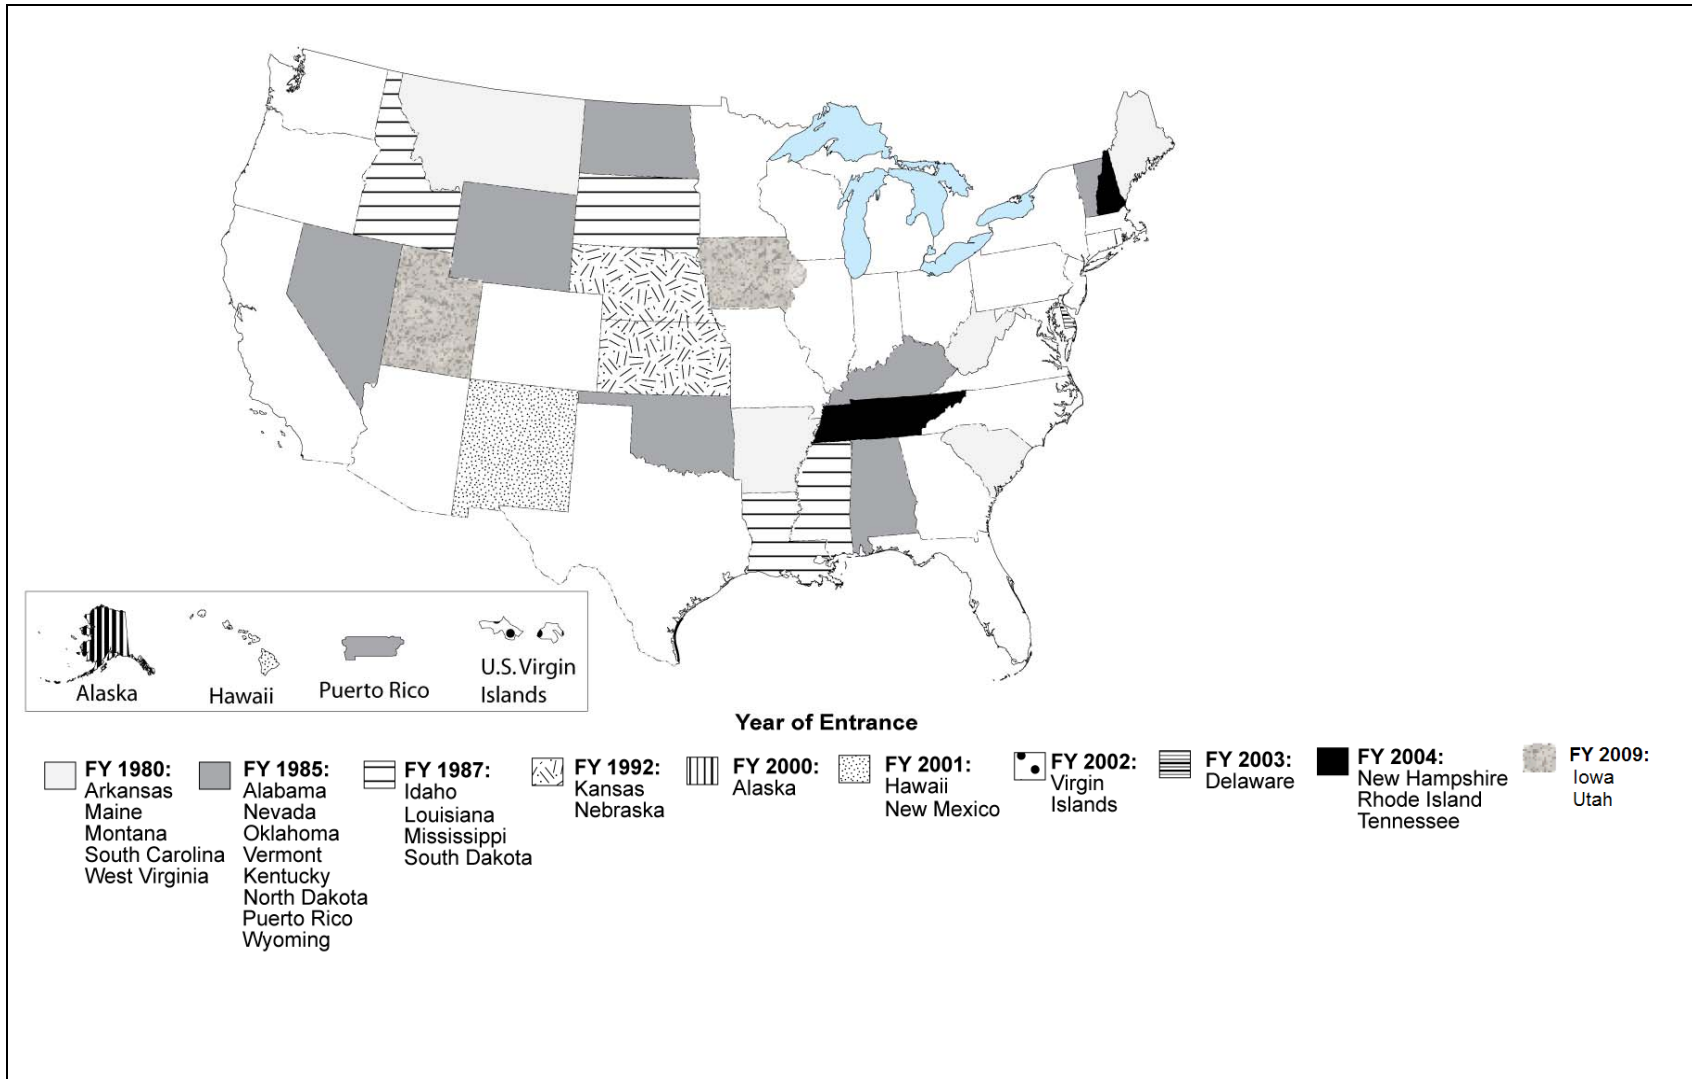 Alaska
Hawaii
Puerto Rico
U.S. Virgin
Islands
Year of Entrance
FY 1980:
Arkansas
Maine
Montana
South Carolina
West Virginia
FY 1985:
Alabama
Nevada
Oklahoma
Vermont
Kentucky
North Dakota
Puerto Rico
Wyoming
FY 1987:
Idaho
Louisiana
Mississippi
South Dakota
FY 1992:
Kansas
Nebraska
FY 2000:
Alaska
FY 2001:
Hawaii
New Mexico
FY 2002:
Virgin
Islands
FY 2003:
Delaware
FY 2004:
New Hampshire
Rhode Island
Tennessee
FY 2009:
Iowa
Utah